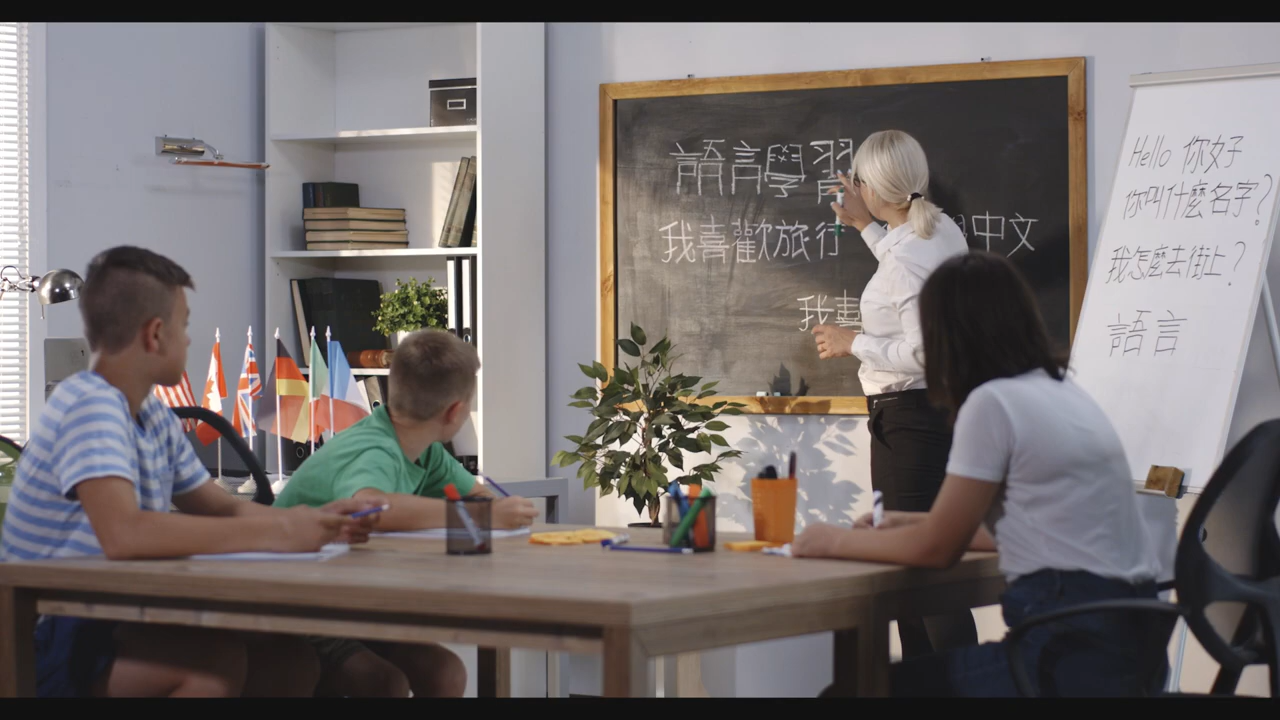 語言學習
我喜歡旅行
中文
我喜
Hello 你好
你叫什麼名字?
我怎麼去街上?
語言